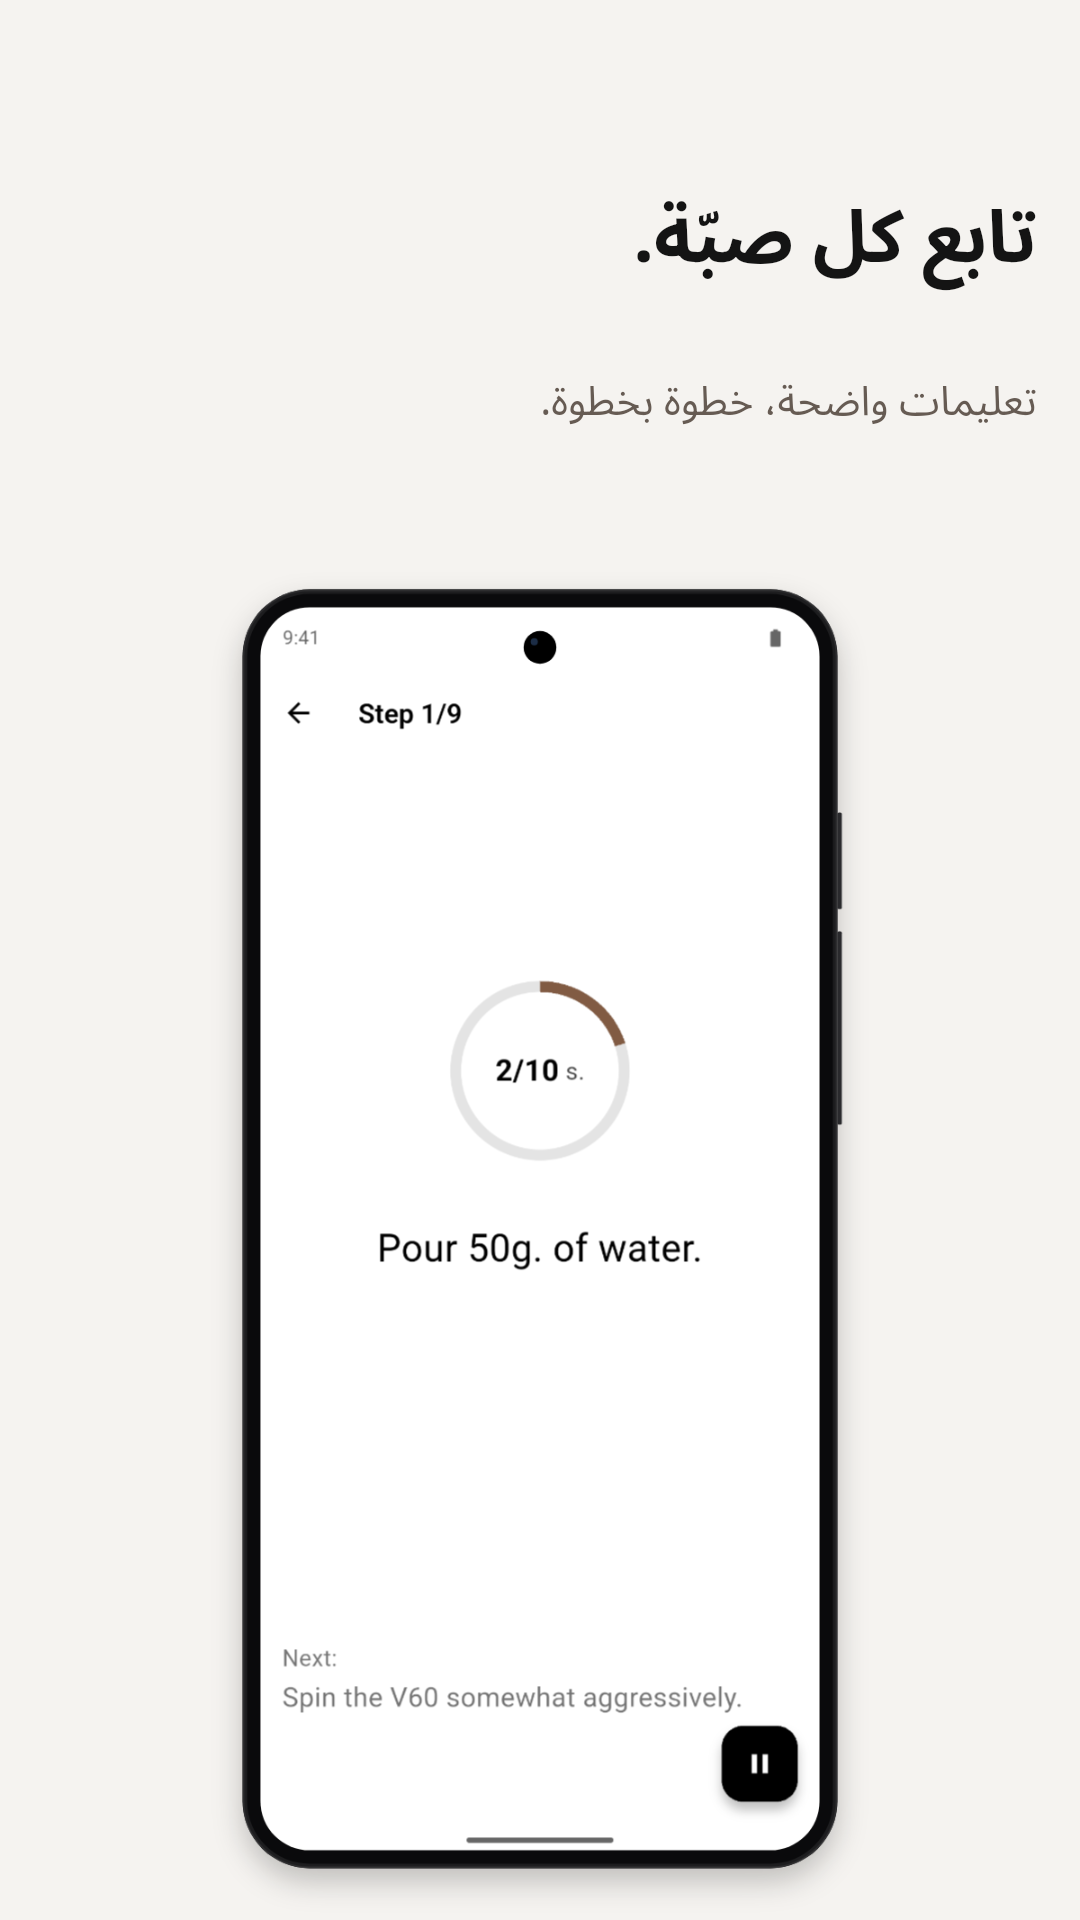 تابع كل صبّة.
تعليمات واضحة، خطوة بخطوة.
9:41
Step 1/9
2/10 s.
Pour 50g. of water.
Next:
Spin the V60 somewhat aggressively.